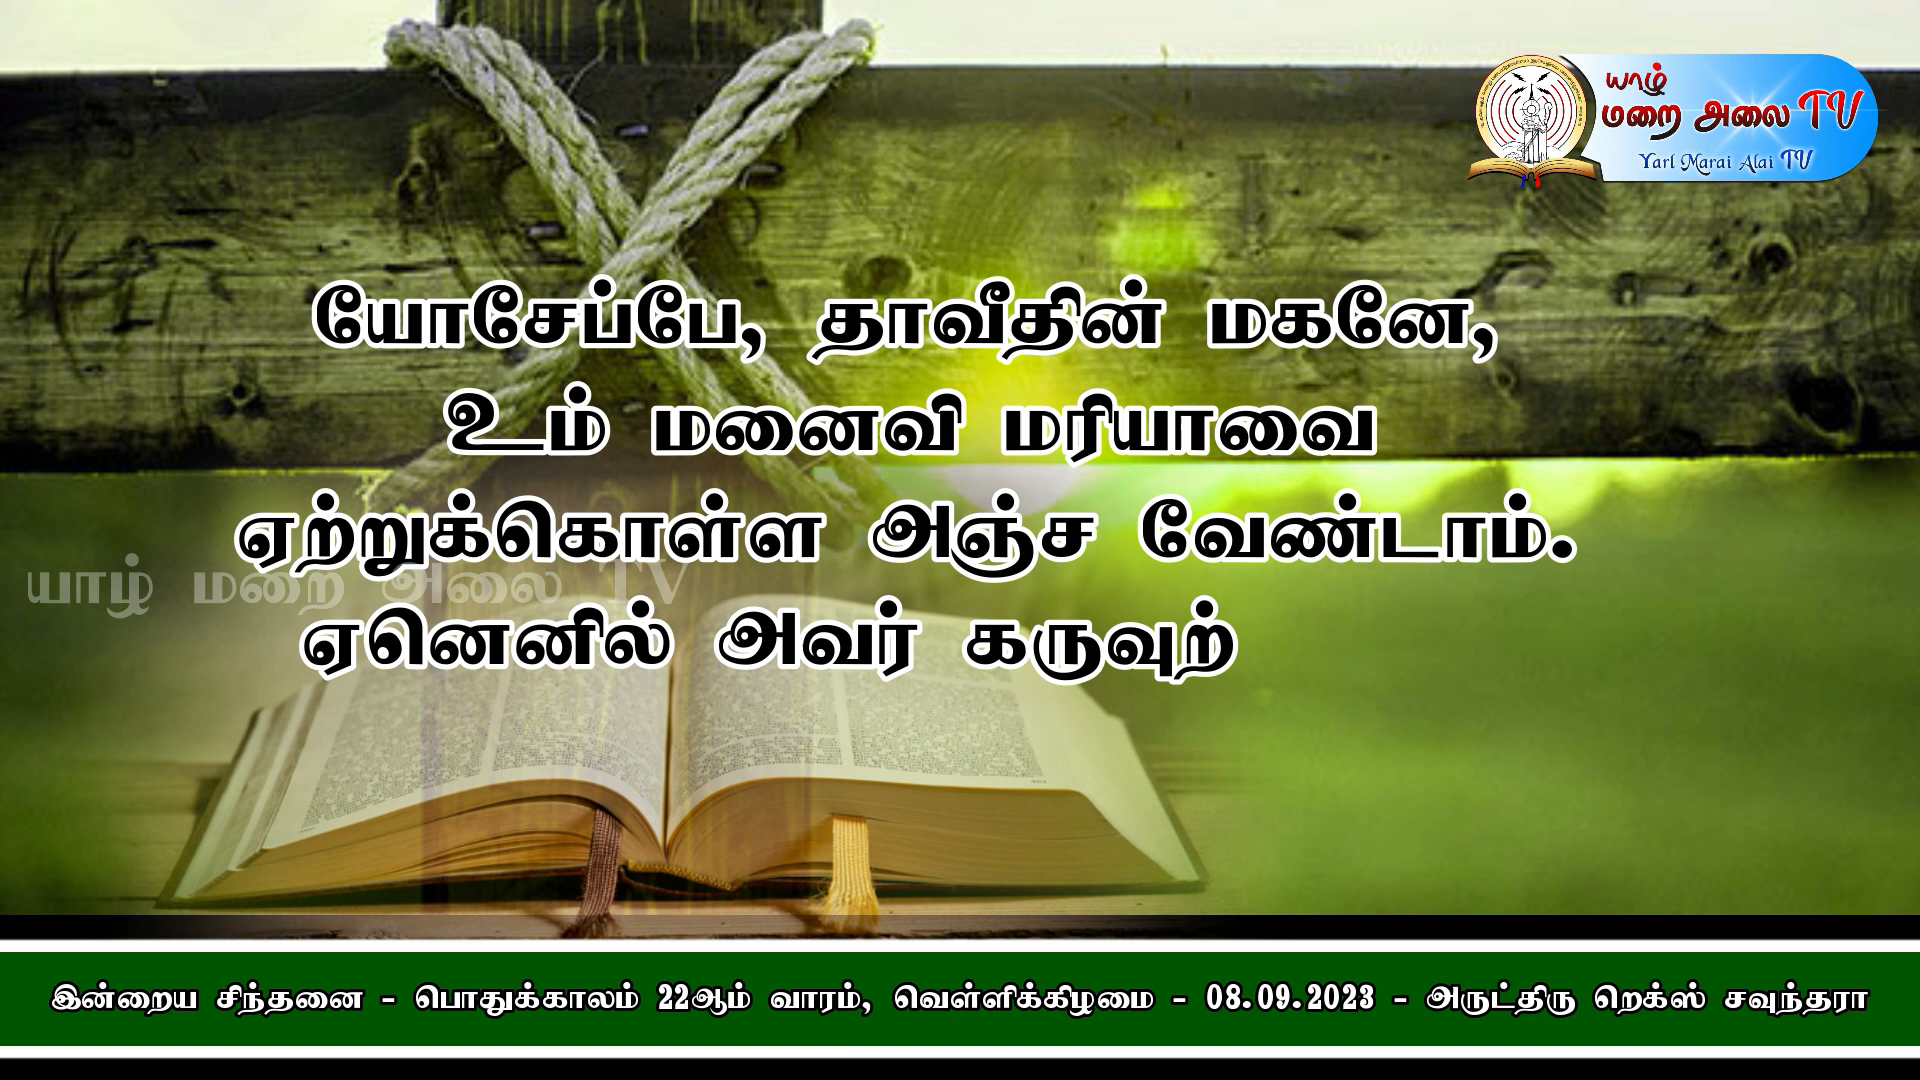 யாழ்
மறை அலை TV
Yarl Marai Alai TV
யோசேப்பே, தாவீதின் மகனே,
உம் மனைவி மரியாவை
ஏற்றுக்கொள்ள அஞ்ச வேண்டாம்.
யாழ் மறை அலை TV
ஏனெனில் அவர் கருவுற்
இன்றைய சிந்தனை - பொதுக்காலம் 22ஆம் வாரம், வெள்ளிக்கிழமை - 08.09.2023 - அருட்திரு றெக்ஸ் சவுந்தரா